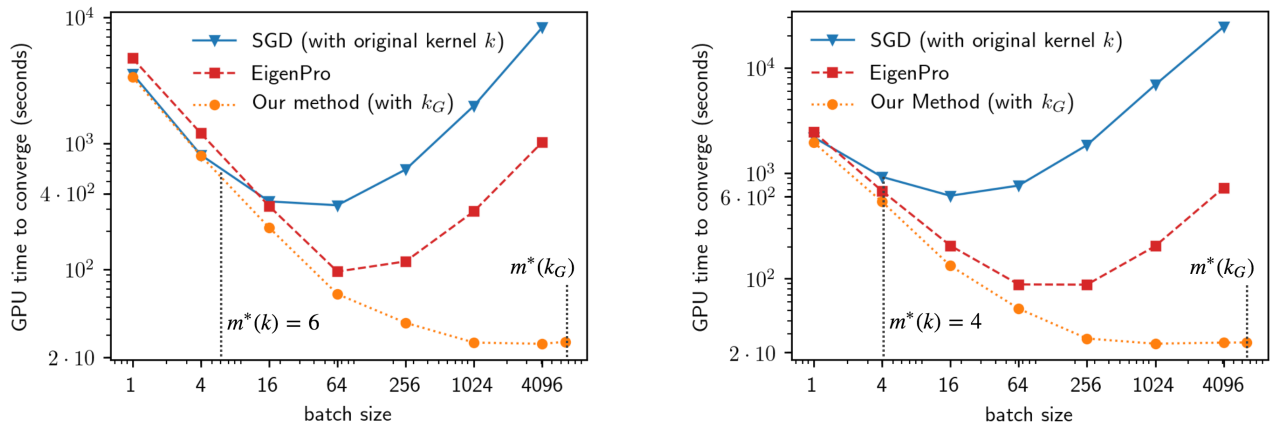 10^4
SGD (with original kernel k)
EigenPro
Our method (with k_G)
10^3
4 · 10^2
10^2
2 · 10
GPU time to converge (seconds)
m*(k_G)
m*(k) = 6
1 4 16 64 256 1024 4096
batch size
SGD (with original kernel k)
EigenPro
Our Method (with k_G)
10^4
10^3
6 · 10^2
10^2
2 · 10
GPU time to converge (seconds)
m*(k_G)
m*(k) = 4
1 4 16 64 256 1024 4096
batch size